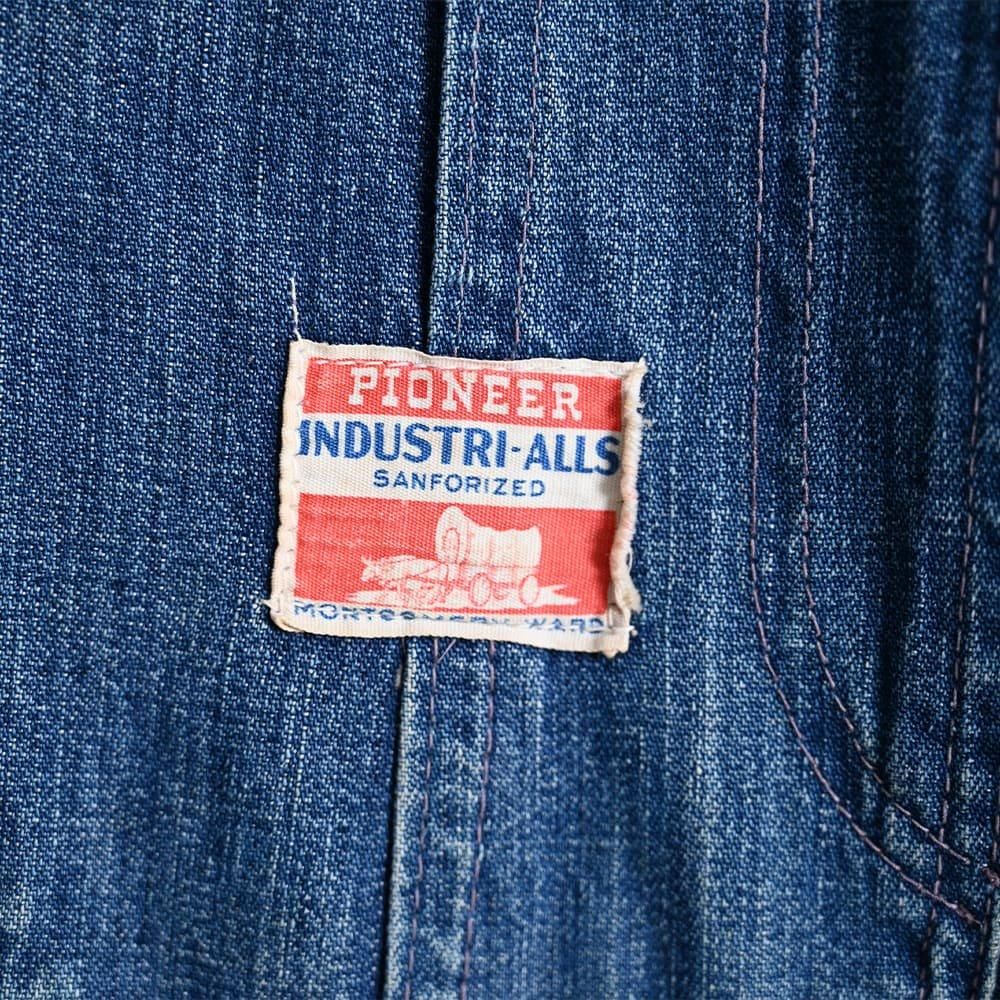 PIONEER
INDUSTRI-ALLS
SANFORIZED
MONTGOMERY WARD